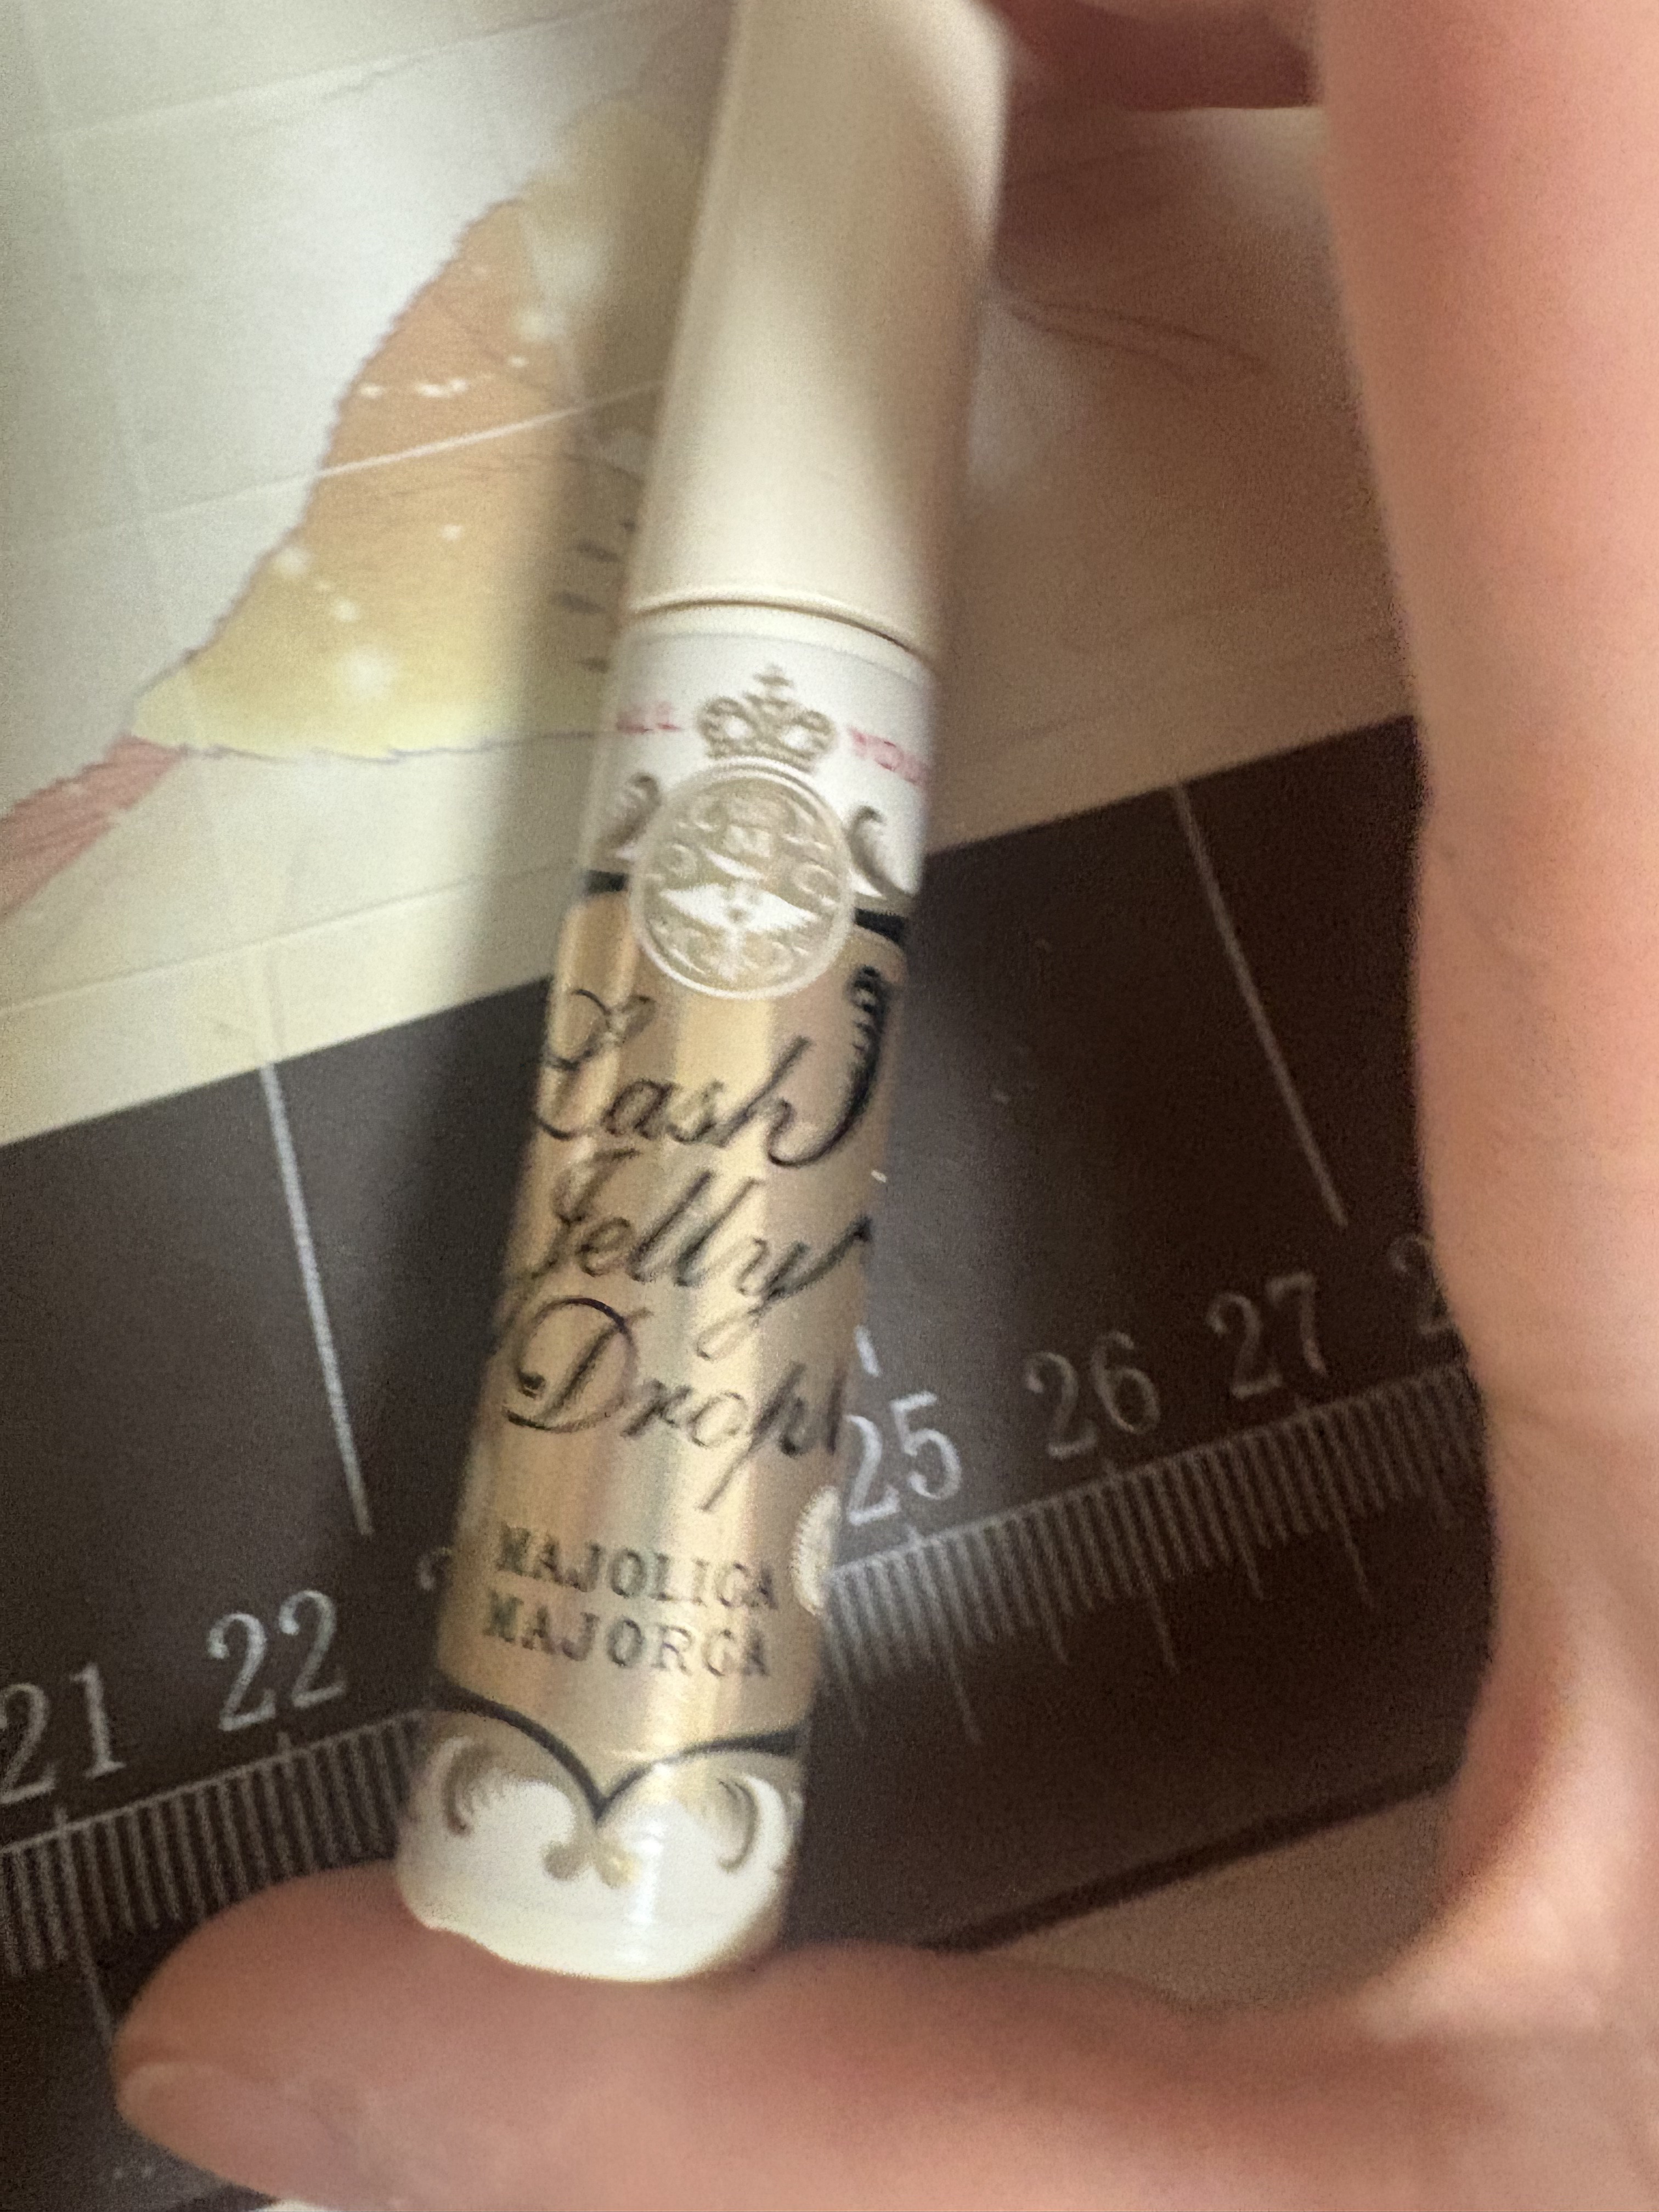 Lash
Jelly
Drop
MAJOLICA
MAJORCA
21 22 25 26 27